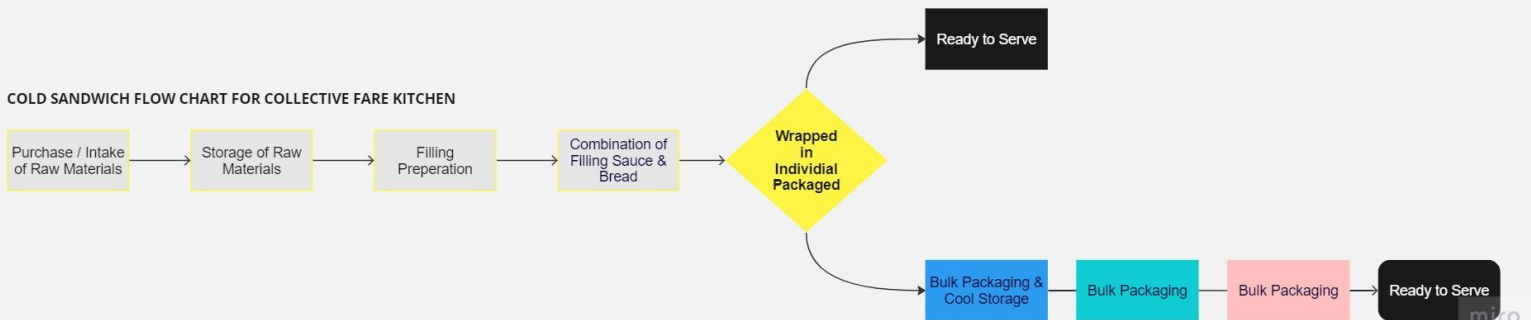 COLD SANDWICH FLOW CHART FOR COLLECTIVE FARE KITCHEN
Purchase / Intake
of Raw Materials
Storage of Raw
Materials
Filling
Preperation
Combination of
Filling Sauce &
Bread
Wrapped
in
Individial
Packaged
Ready to Serve
Bulk Packaging &
Cool Storage
Bulk Packaging
Bulk Packaging
Ready to Serve
miro